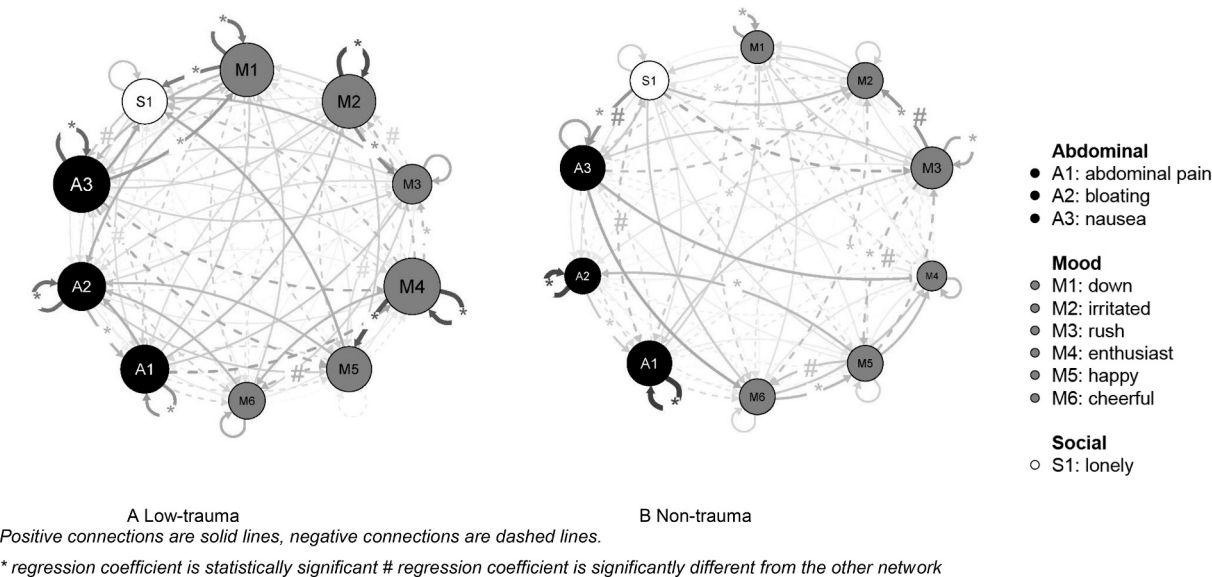 M1
M2
M3
M4
M5
M6
A1
A2
A3
S1
* * * * * * * * * * *
# # # #
A Low-trauma
M1
M2
M3
M4
M5
M6
A1
A2
A3
S1
* * * * * * * * * * *
# # # # #
B Non-trauma
Abdominal
A1: abdominal pain
A2: bloating
A3: nausea
Mood
M1: down
M2: irritated
M3: rush
M4: enthusiast
M5: happy
M6: cheerful
Social
S1: lonely
Positive connections are solid lines, negative connections are dashed lines.
* regression coefficient is statistically significant # regression coefficient is significantly different from the other network